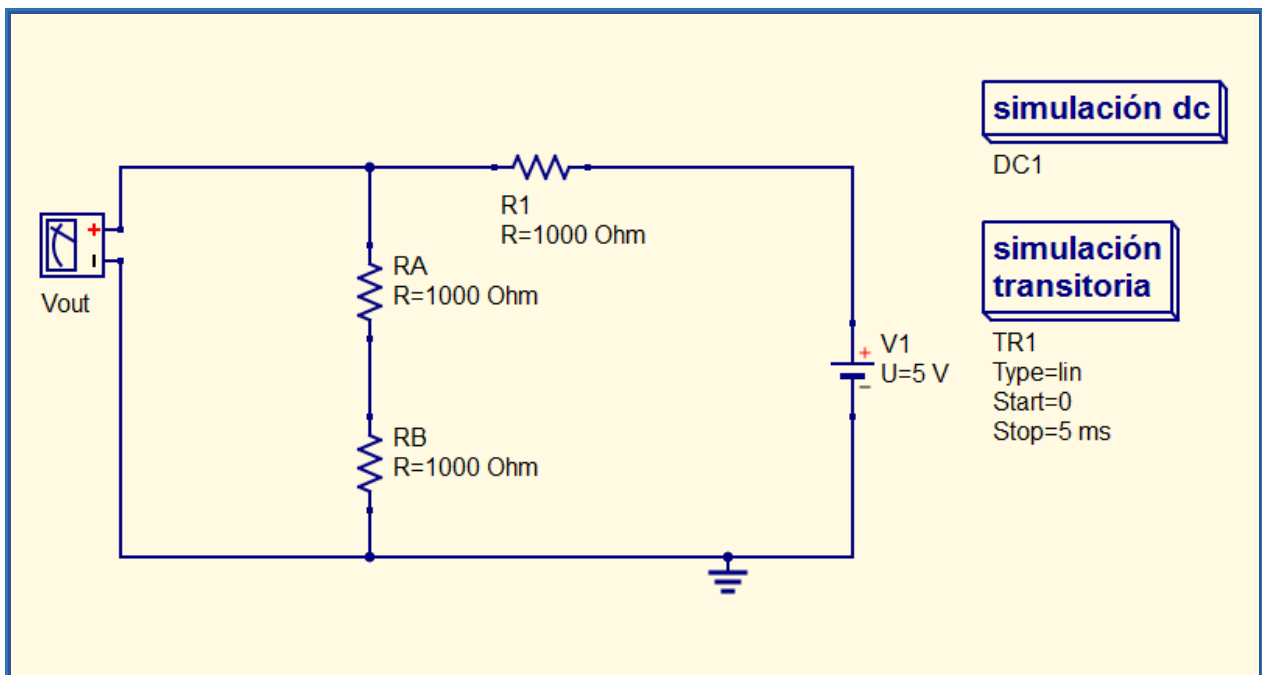 simulación dc
DC1
R1
R=1000 Ohm
RA
R=1000 Ohm
Vout
simulación
transitoria
TR1
Type=lin
Start=0
Stop=5 ms
V1
U=5 V
RB
R=1000 Ohm